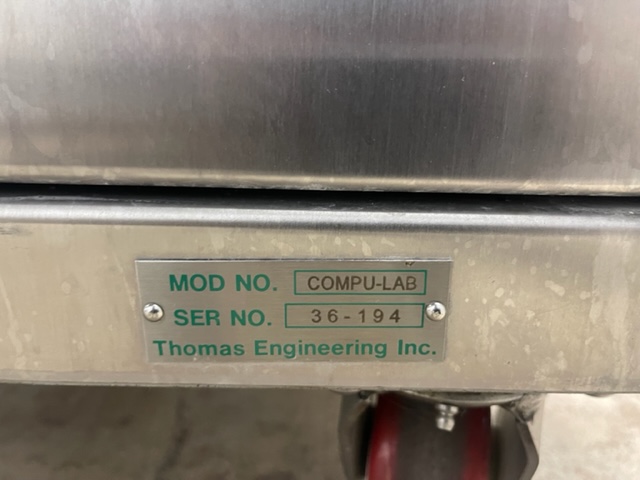 MOD NO. COMPU-LAB
SER NO. 36-194
Thomas Engineering Inc.